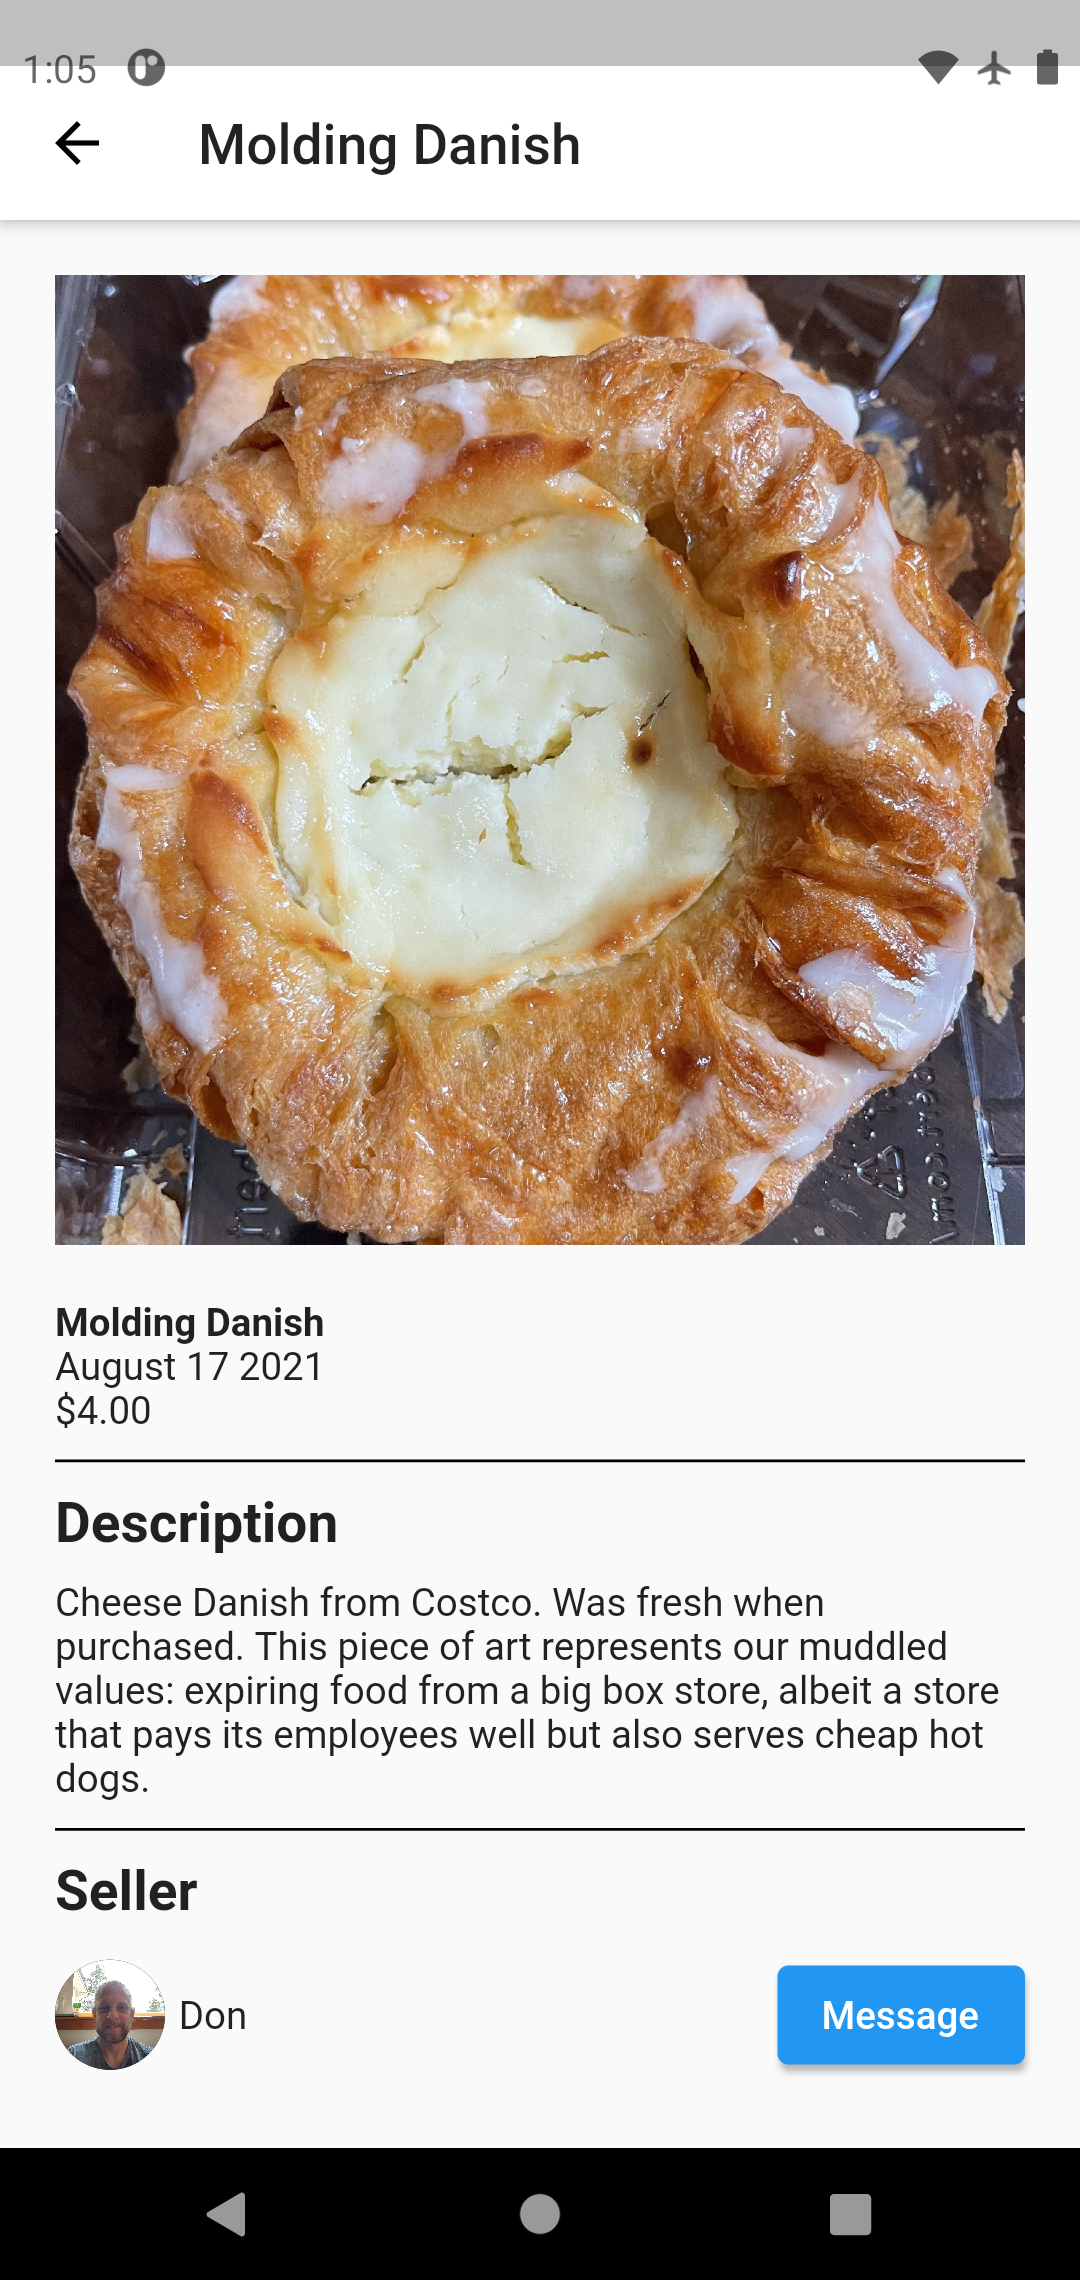 1:05
Molding Danish
Molding Danish
August 17 2021
$4.00
Description
Cheese Danish from Costco. Was fresh when
purchased. This piece of art represents our muddled
values: expiring food from a big box store, albeit a store
that pays its employees well but also serves cheap hot
dogs.
Seller
Don
Message